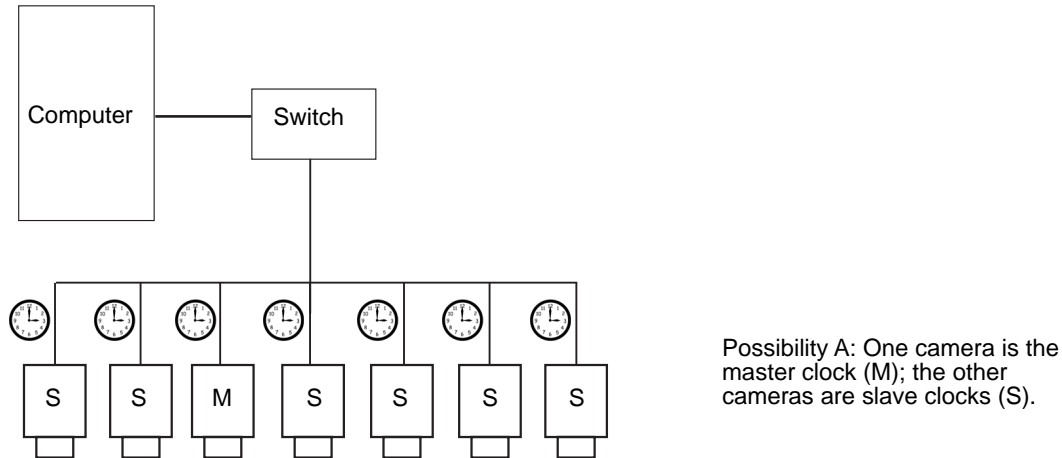 Computer
Switch
S S M S S S S
Possibility A: One camera is the
master clock (M); the other
cameras are slave clocks (S).